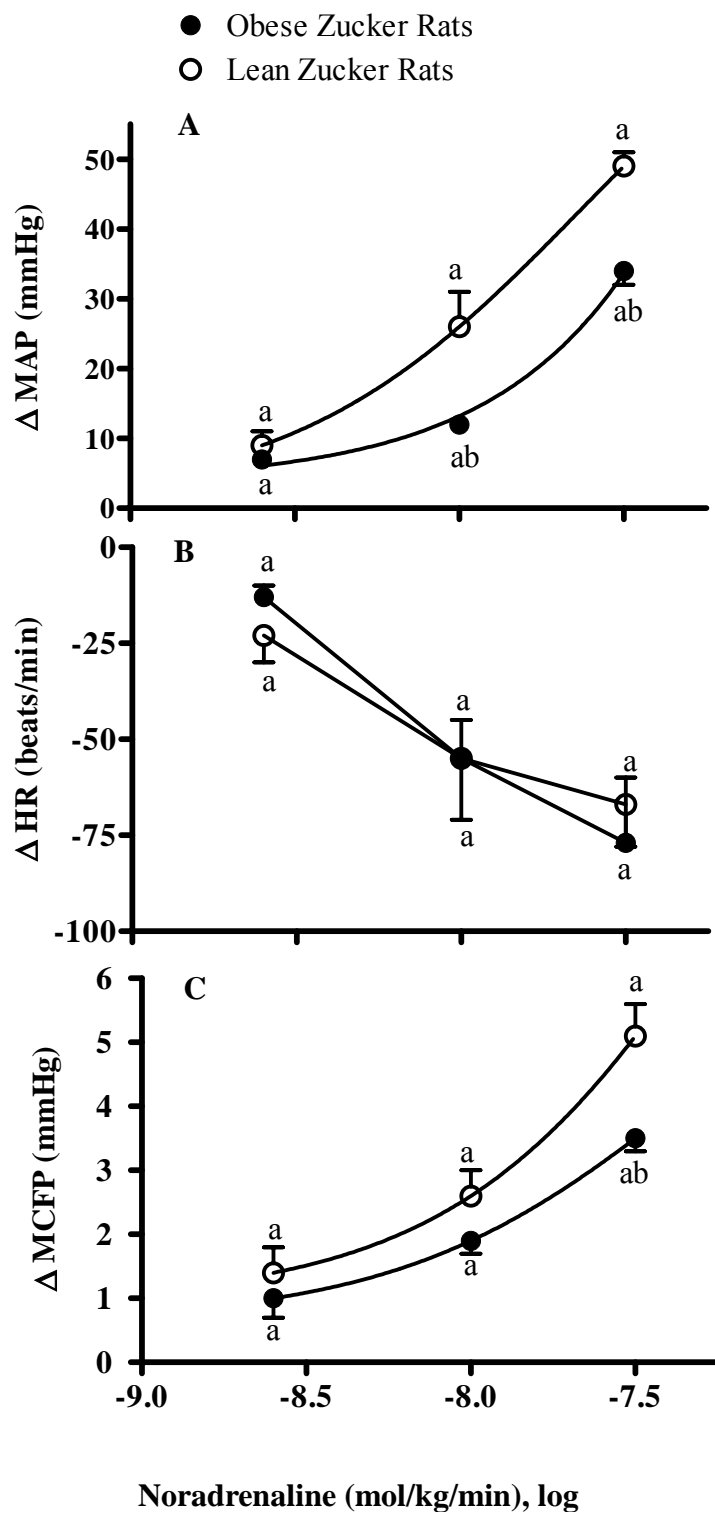 Obese Zucker Rats
Lean Zucker Rats
A
a
50
a
40
Δ MAP (mmHg)
30
ab
20
a
10
ab
a
0
0
B
a
-25
a
a
a
Δ HR (beats/min)
-50
-75
a
a
-100
6
C
a
5
4
a
Δ MCFP (mmHg)
3
ab
a
2
a
1
a
0
-9.0 -8.5 -8.0 -7.5
Noradrenaline (mol/kg/min), log